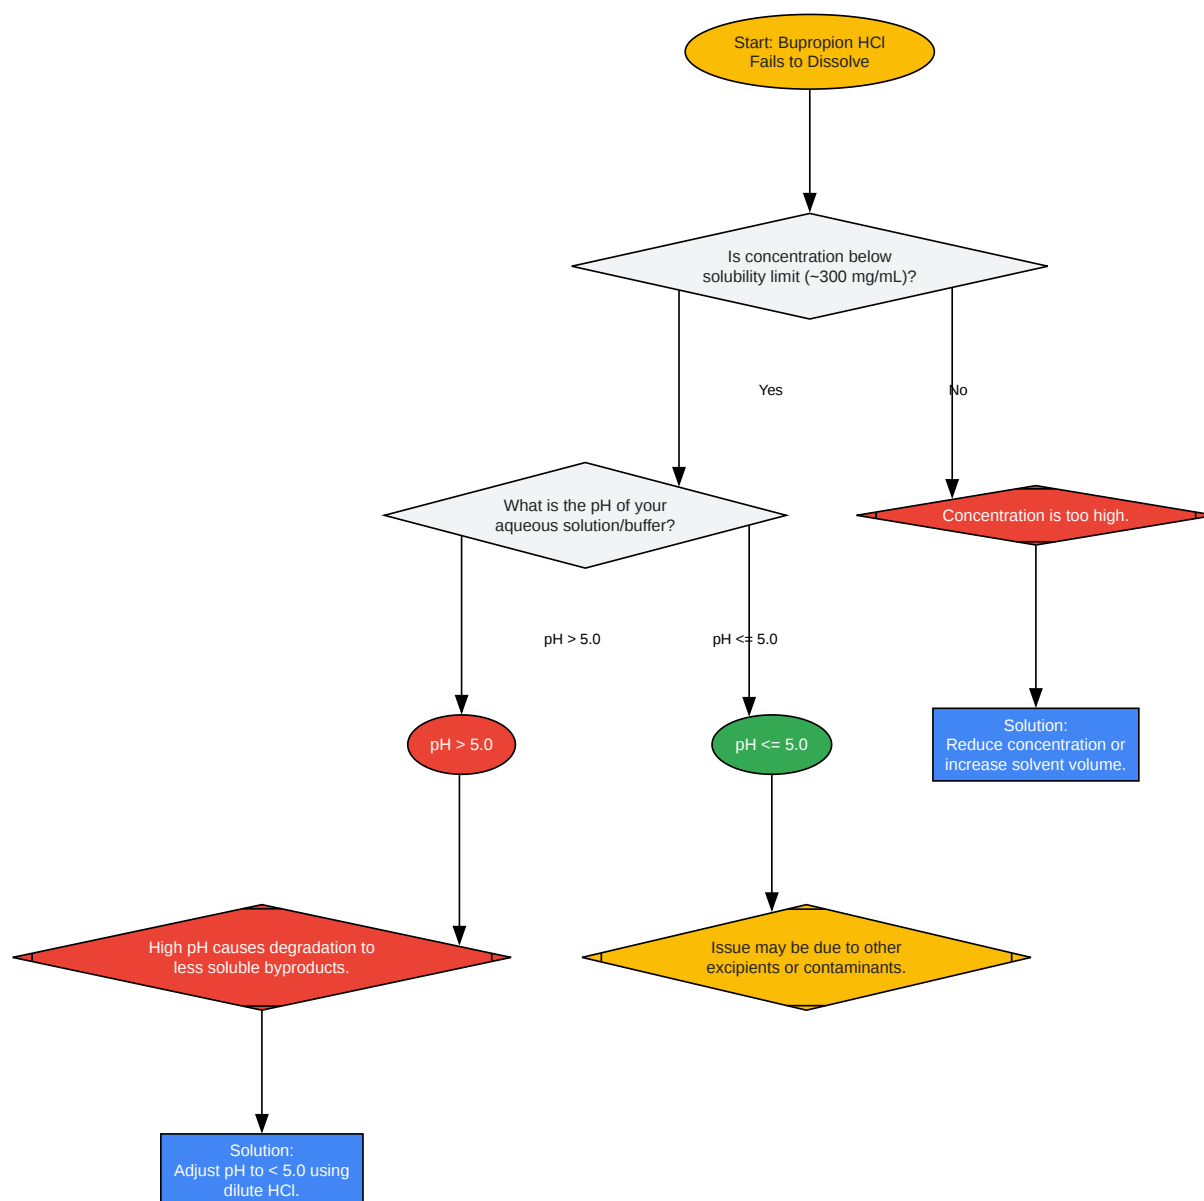 Start: Bupropion HCl
Fails to Dissolve
Is concentration below
solubility limit (~300 mg/mL)?
Yes
No
What is the pH of your
aqueous solution/buffer?
Concentration is too high.
pH > 5.0
pH <= 5.0
pH > 5.0
pH <= 5.0
Solution:
Reduce concentration or
increase solvent volume.
High pH causes degradation to
less soluble byproducts.
Issue may be due to other
excipients or contaminants.
Solution:
Adjust pH to < 5.0 using
dilute HCl.